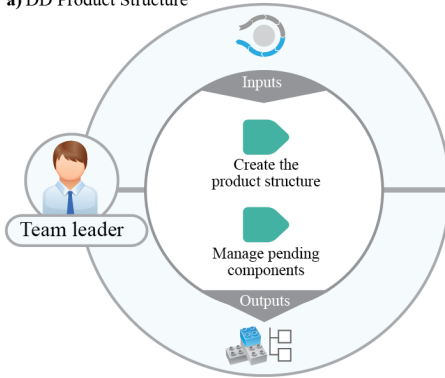 a) DD Product Structure
Inputs
Create the
product structure
Team leader
Manage pending
components
Outputs